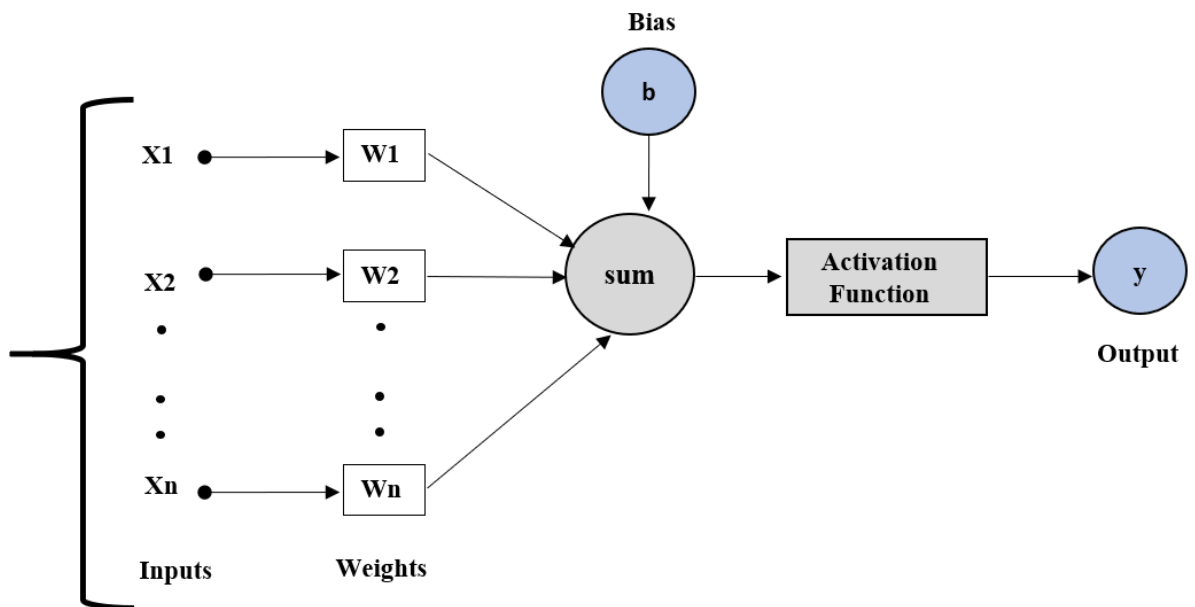 Bias
b
X1
W1
X2
W2
sum
Activation
Function
y
Output
Xn
Wn
Inputs
Weights